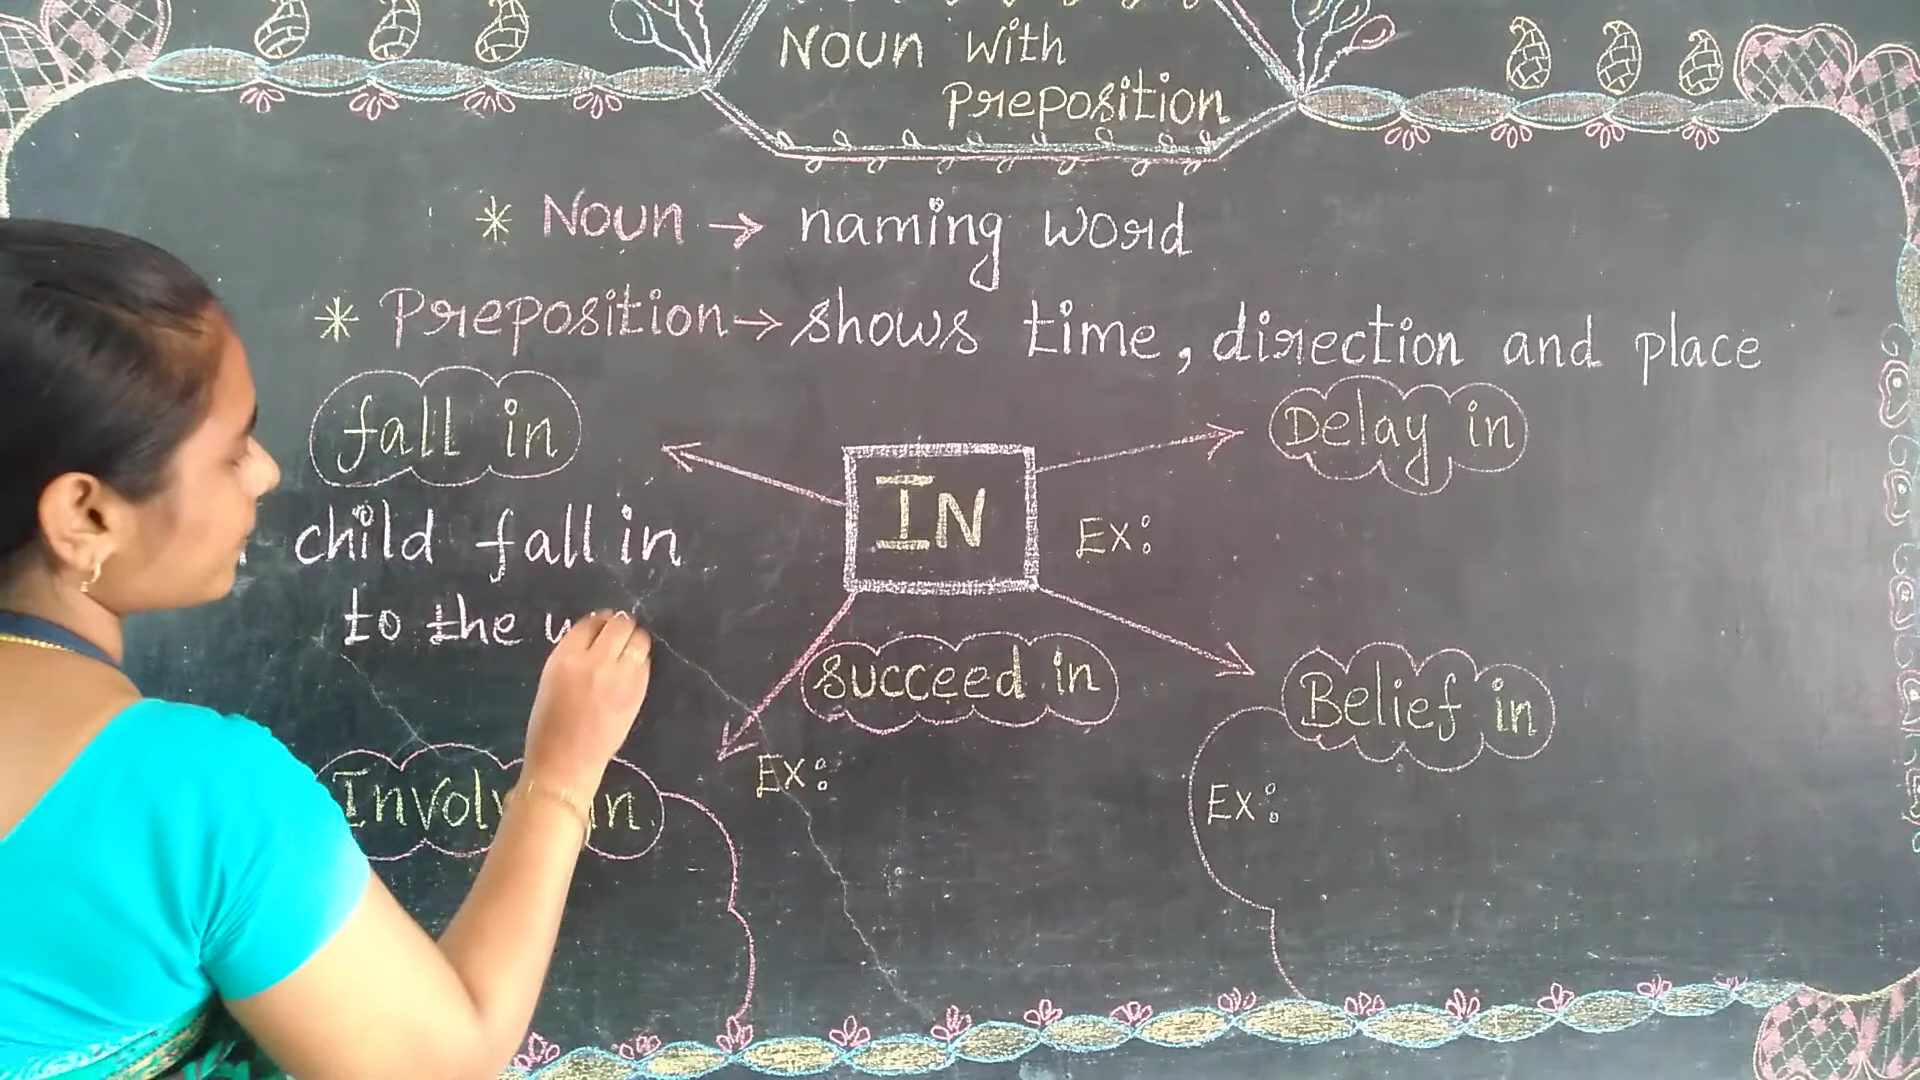 NOUN with
Preposition
* NOUN → naming word
* Preposition → shows time, direction and place
fall in
child fall in
to the
IN
Delay in
Ex:
succeed in
Ex:
Belief in
Ex:
in